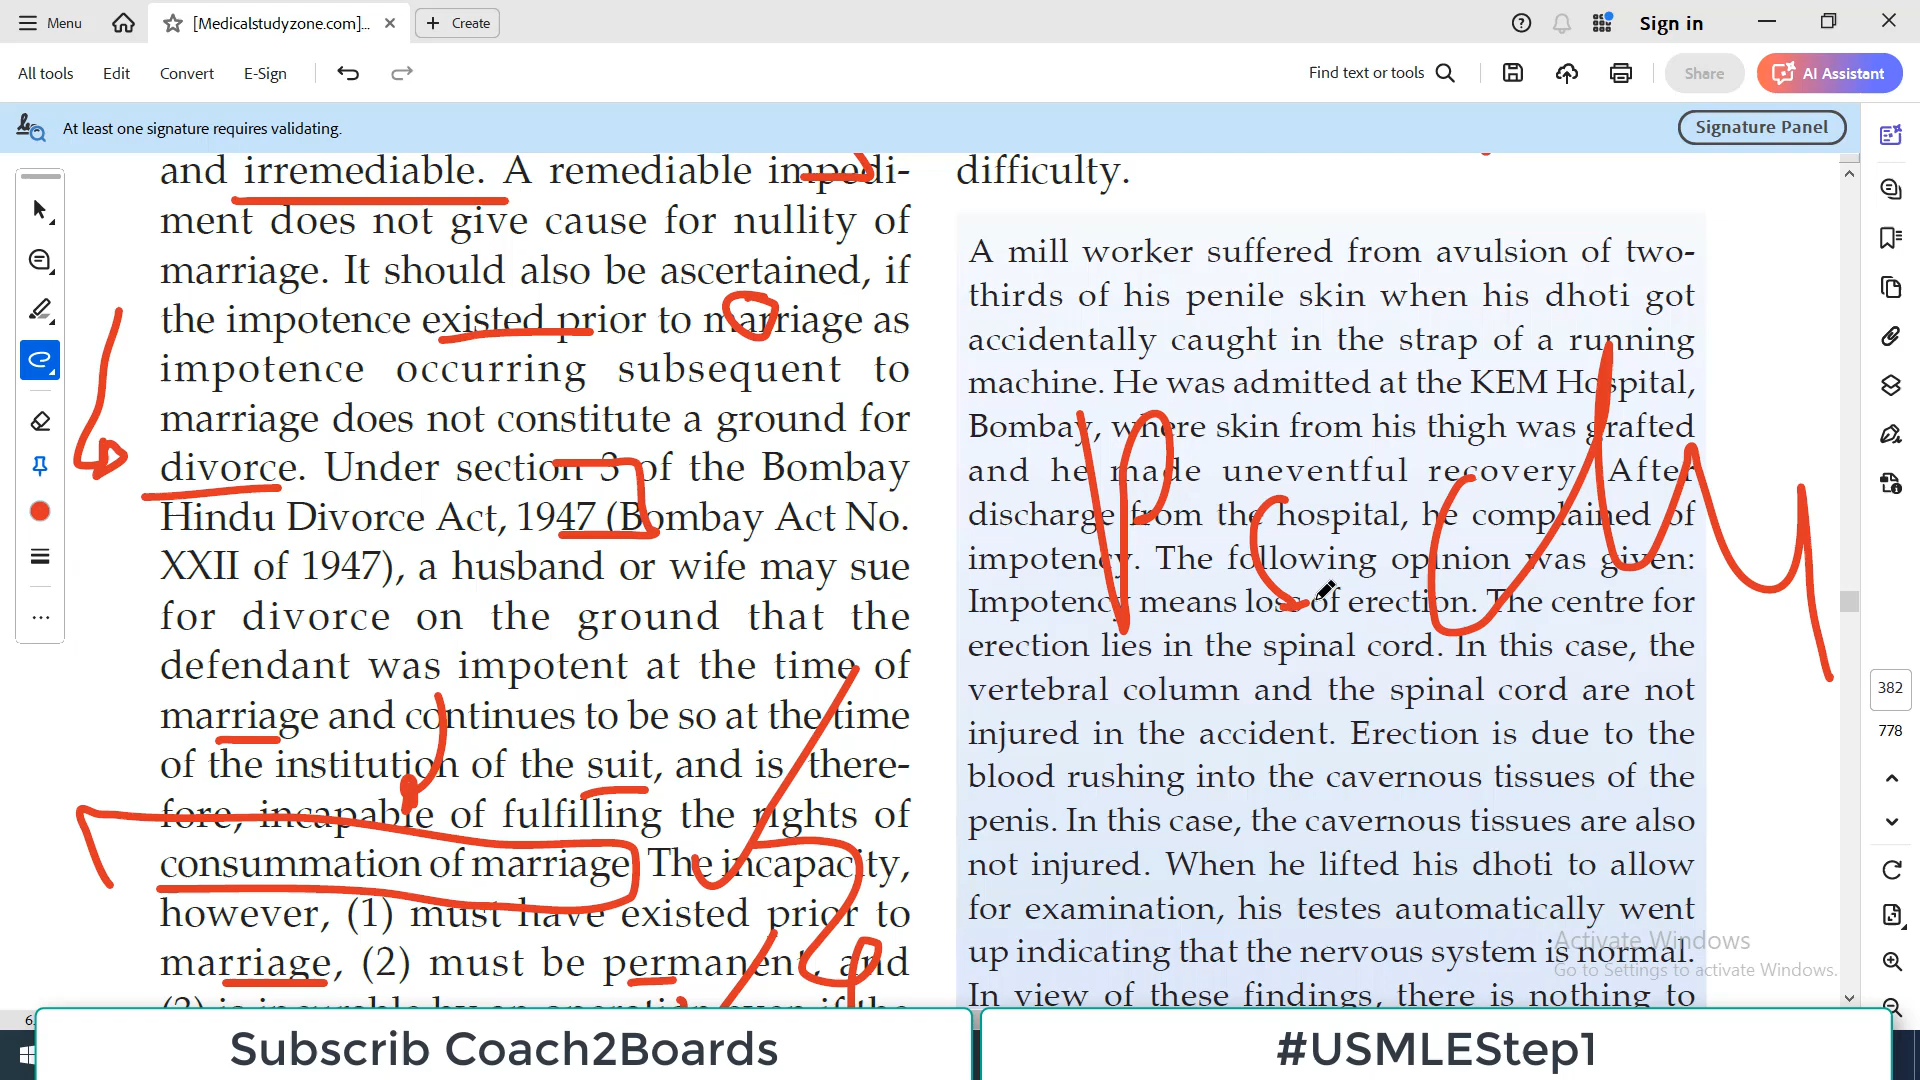 Menu
[Medicalstudyzone.com]...
Create
Sign in
All tools
Edit
Convert
E-Sign
Find text or tools
Share
AI Assistant
At least one signature requires validating.
Signature Panel
and irremediable. A remediable impedi-
ment does not give cause for nullity of
marriage. It should also be ascertained, if
the impotence existed prior to marriage as
impotence occurring subsequent to
marriage does not constitute a ground for
divorce. Under section 3 of the Bombay
Hindu Divorce Act, 1947 (Bombay Act No.
XXII of 1947), a husband or wife may sue
for divorce on the ground that the
defendant was impotent at the time of
marriage and continues to be so at the time
of the institution of the suit, and is, there-
fore, incapable of fulfilling the rights of
consummation of marriage. The incapacity,
however, (1) must have existed prior to
marriage, (2) must be permanent, and
difficulty.
A mill worker suffered from avulsion of two-
thirds of his penile skin when his dhoti got
accidentally caught in the strap of a running
machine. He was admitted at the KEM Hospital,
Bombay, where skin from his thigh was grafted
and he made uneventful recovery. After
discharge from the hospital, he complained of
impotency. The following opinion was given:
Impotency means loss of erection. The centre for
erection lies in the spinal cord. In this case, the
vertebral column and the spinal cord are not
injured in the accident. Erection is due to the
blood rushing into the cavernous tissues of the
penis. In this case, the cavernous tissues are also
not injured. When he lifted his dhoti to allow
for examination, his testes automatically went
up indicating that the nervous system is normal.
In view of these findings, there is nothing to
382
778
Activate Windows
Go to Settings to activate Windows.
Subscrib Coach2Boards
#USMLEStep1